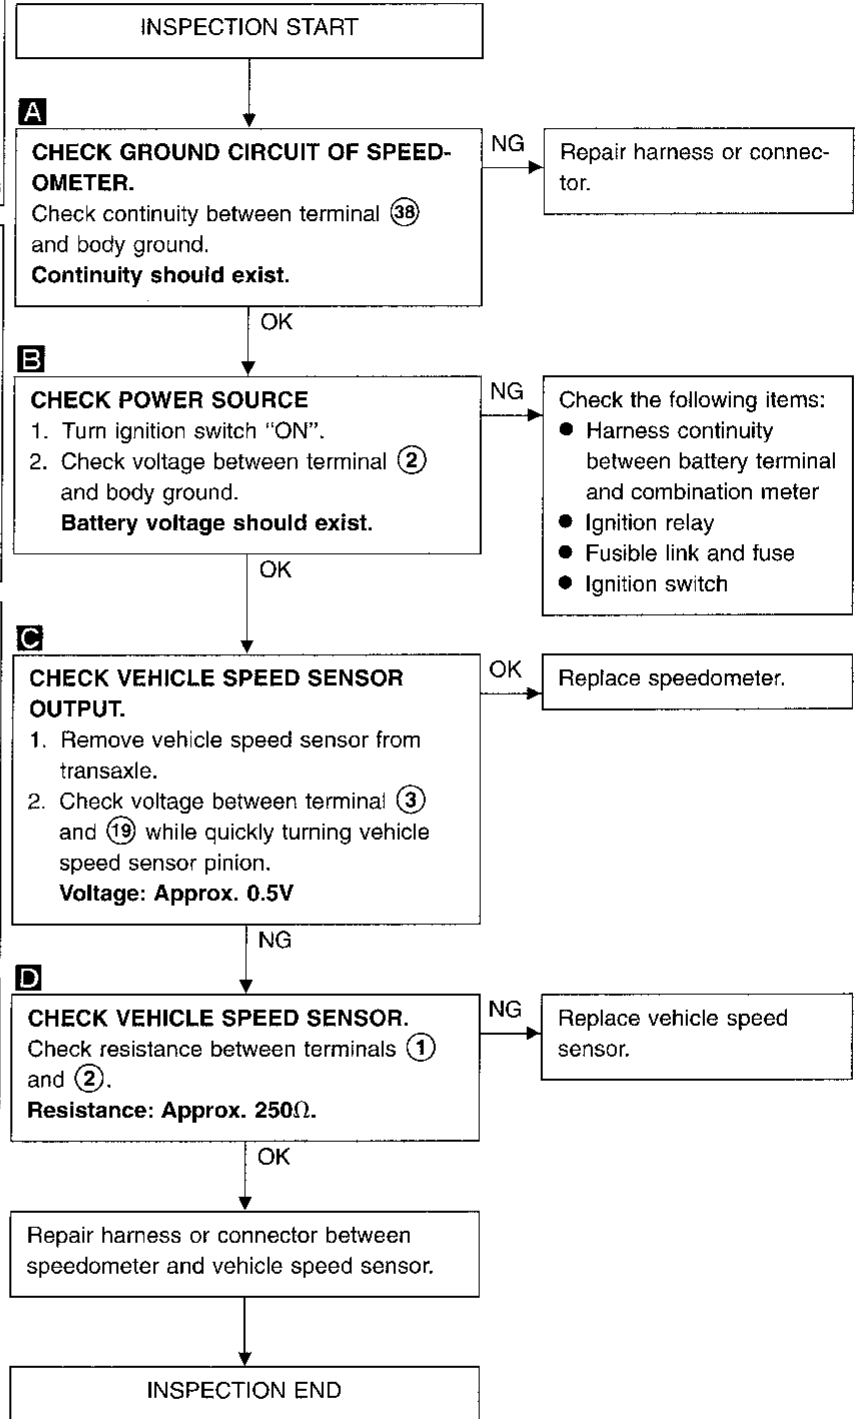 INSPECTION START
A
CHECK GROUND CIRCUIT OF SPEED-
OMETER.
Check continuity between terminal 38
and body ground.
Continuity should exist.
NG
Repair harness or connec-
tor.
OK
B
CHECK POWER SOURCE
1. Turn ignition switch “ON”.
2. Check voltage between terminal 2
and body ground.
Battery voltage should exist.
NG
Check the following items:
● Harness continuity
between battery terminal
and combination meter
● Ignition relay
● Fusible link and fuse
● Ignition switch
OK
C
CHECK VEHICLE SPEED SENSOR
OUTPUT.
1. Remove vehicle speed sensor from
transaxle.
2. Check voltage between terminal 3
and 19 while quickly turning vehicle
speed sensor pinion.
Voltage: Approx. 0.5V
OK
Replace speedometer.
NG
D
CHECK VEHICLE SPEED SENSOR.
Check resistance between terminals 1
and 2.
Resistance: Approx. 250Ω.
NG
Replace vehicle speed
sensor.
OK
Repair harness or connector between
speedometer and vehicle speed sensor.
INSPECTION END